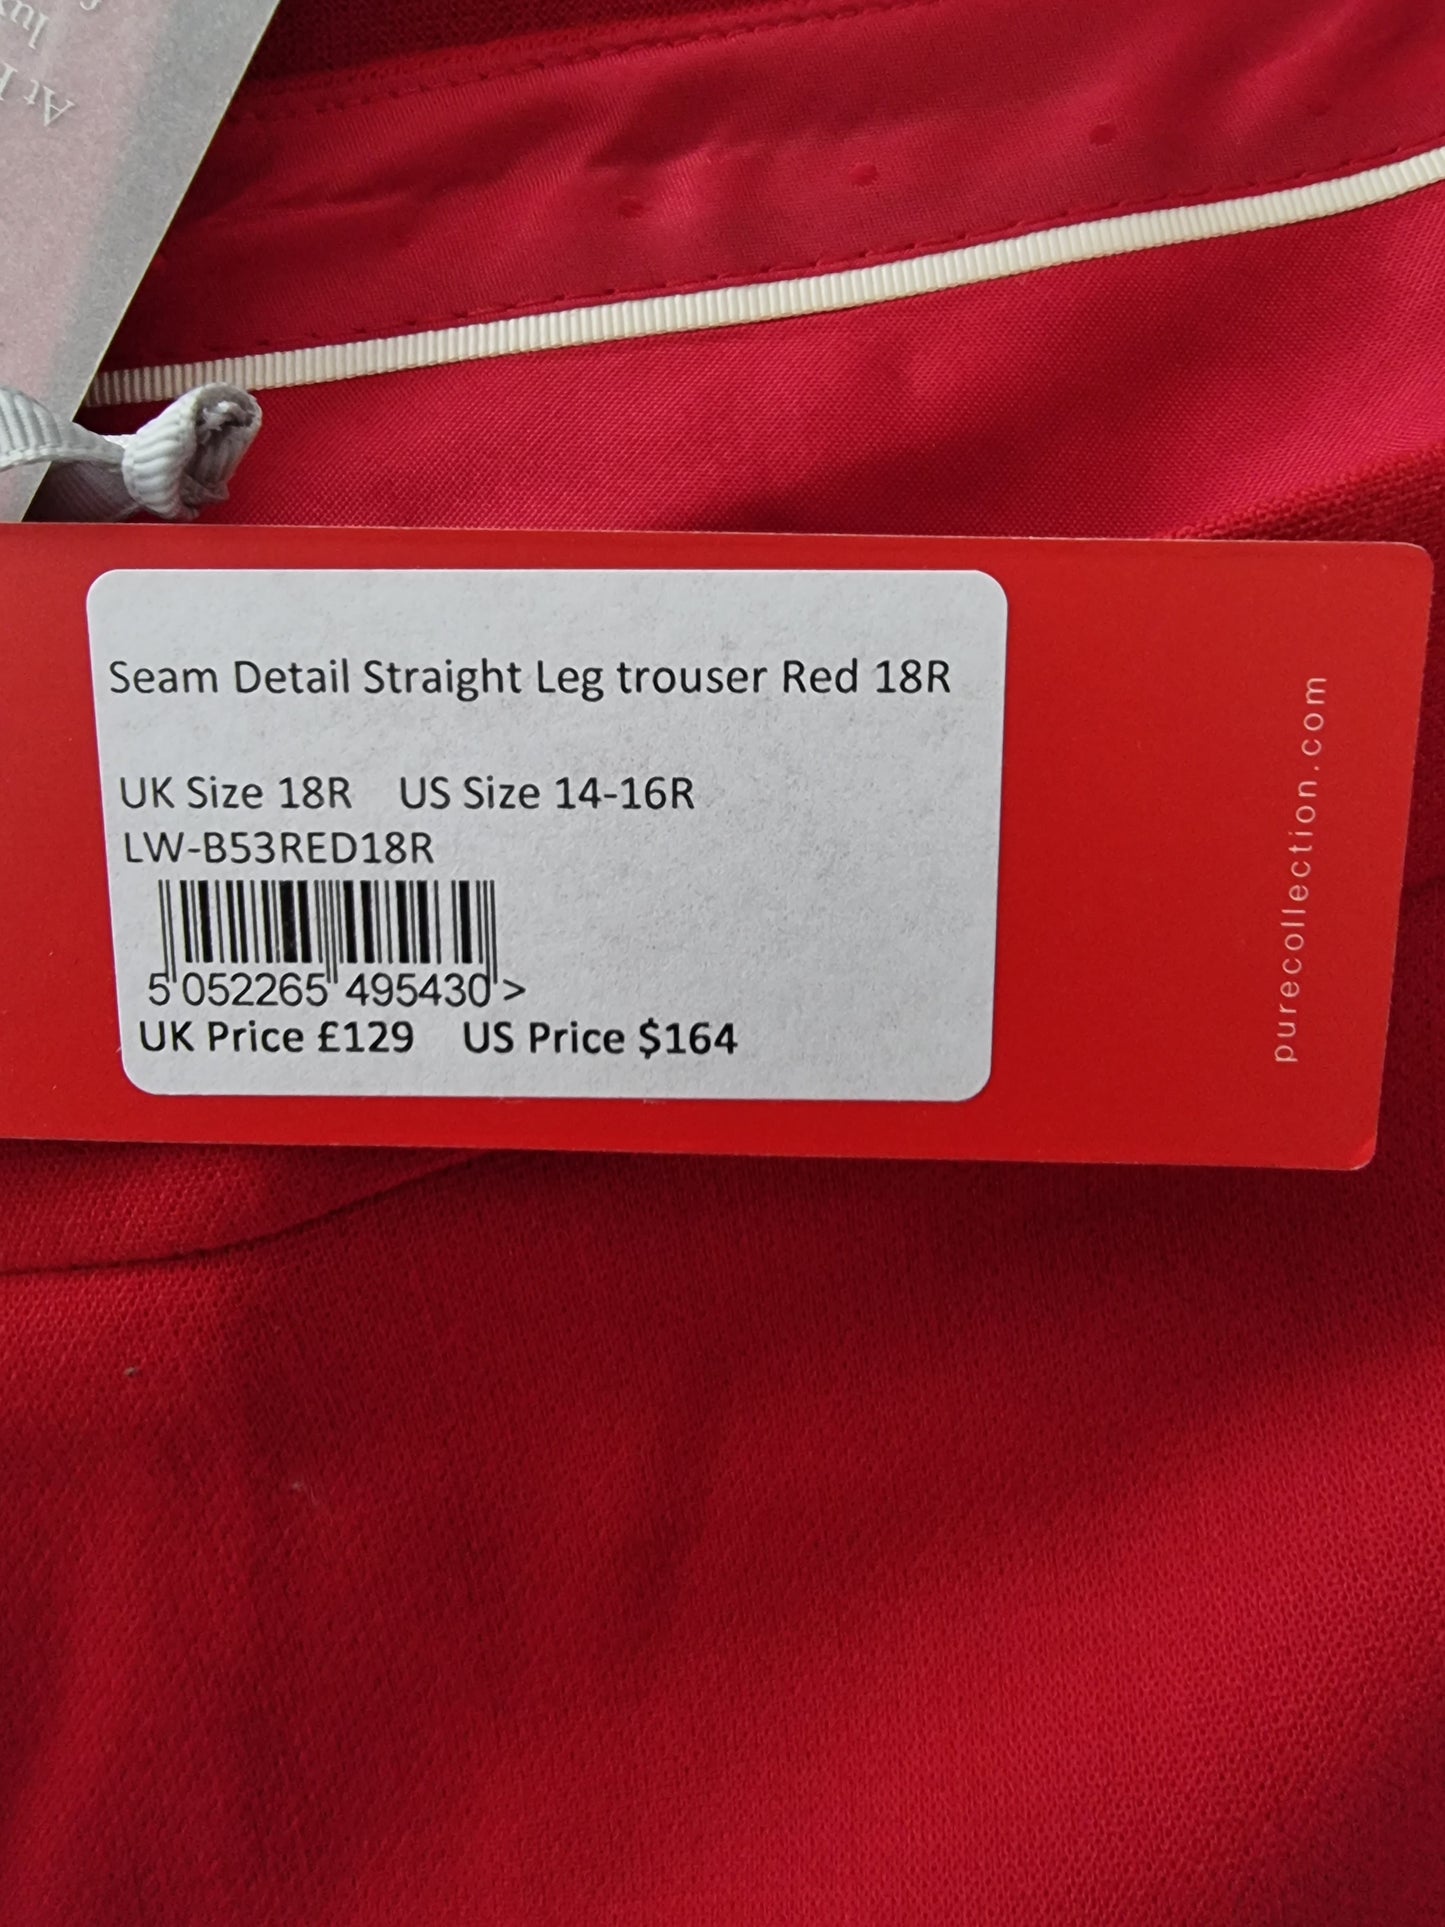 At
Seam Detail Straight Leg trouser Red 18R
UK Size 18R US Size 14-16R
LW-B53RED18R
5 052265 495430 >
UK Price £129 US Price $164
purecollection.com